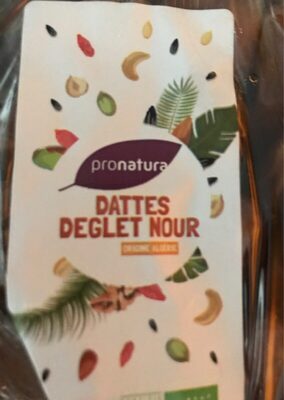 pronatura
DATTES
DEGLET NOUR
ORIGINE ALGÉRIE